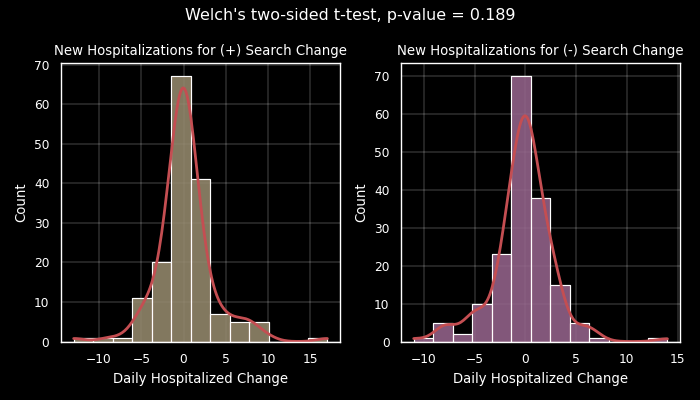 Welch's two-sided t-test, p-value = 0.189
New Hospitalizations for (+) Search Change
70
60
50
40
30
20
10
0
Count
−10 −5 0 5 10 15
Daily Hospitalized Change
New Hospitalizations for (-) Search Change
70
60
50
40
30
20
10
0
Count
−10 −5 0 5 10 15
Daily Hospitalized Change